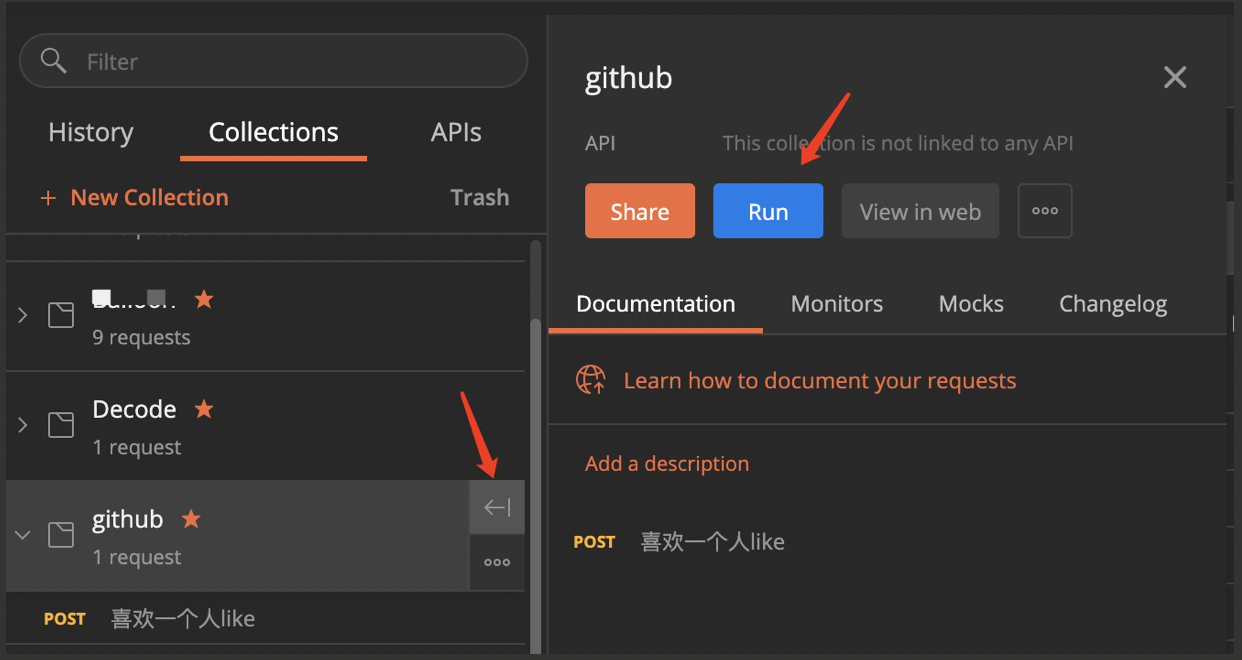 Filter
History
Collections
APIs
+ New Collection
Trash
9 requests
Decode
1 request
github
1 request
POST 喜欢一个人like
github
API
This collection is not linked to any API
Share
Run
View in web
Documentation
Monitors
Mocks
Changelog
Learn how to document your requests
Add a description
POST 喜欢一个人like